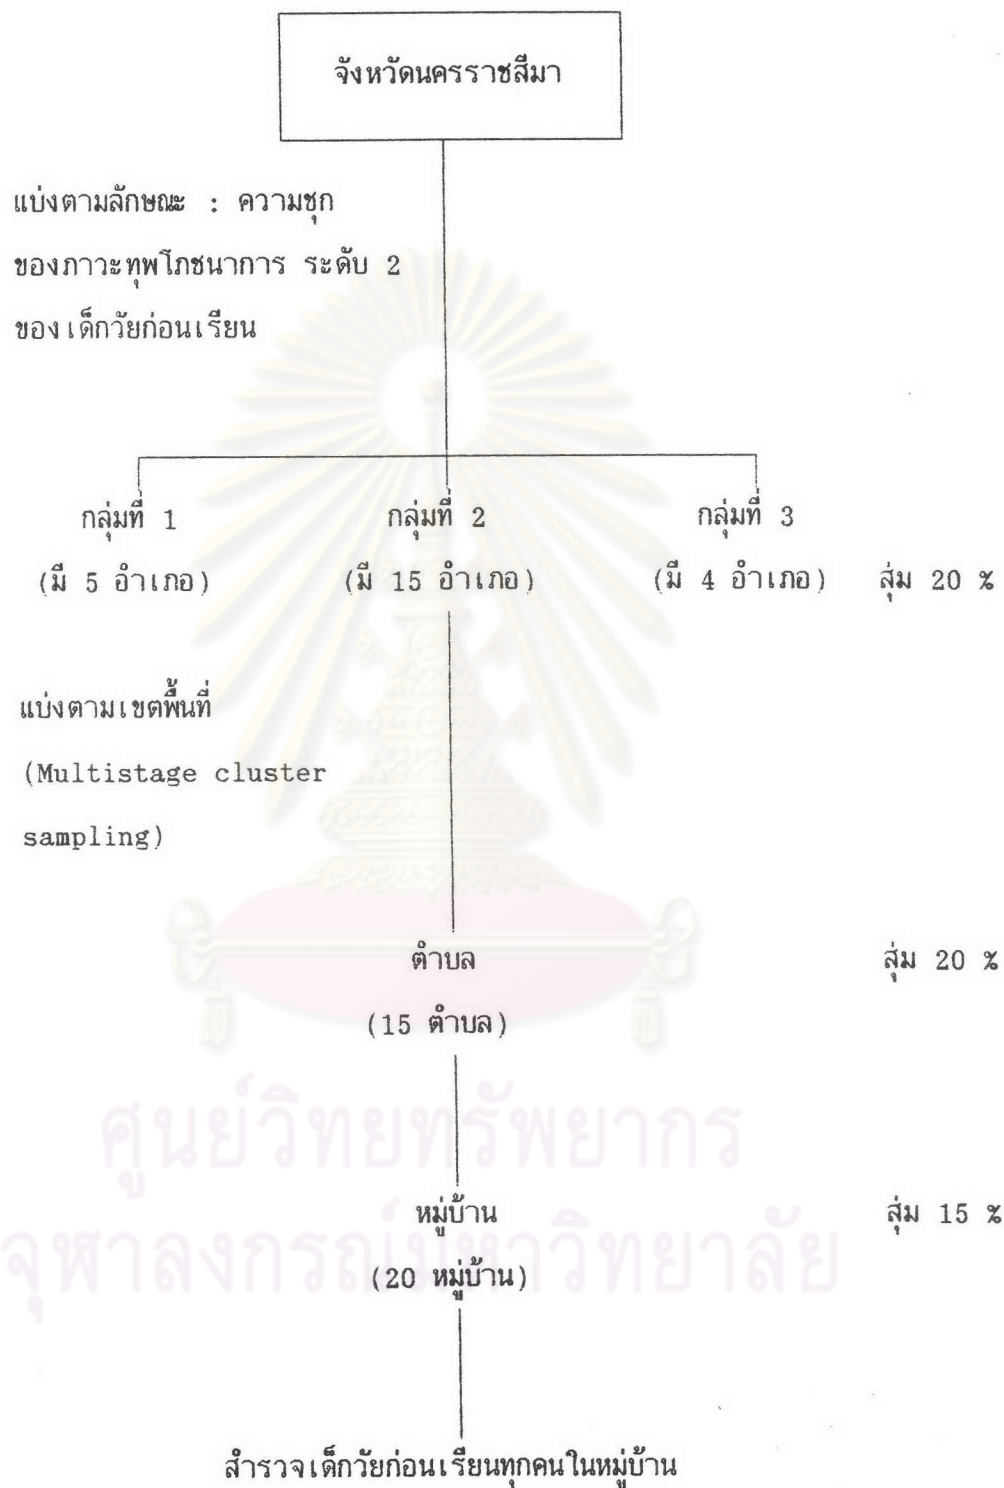 จังหวัดนครราชสีมา
แบ่งตามลักษณะ : ความชุก
ของภาวะทุพโภชนาการ ระดับ 2
ของเด็กวัยก่อนเรียน
กลุ่มที่ 1 กลุ่มที่ 2 กลุ่มที่ 3
(มี 5 อำเภอ) (มี 15 อำเภอ) (มี 4 อำเภอ) สุ่ม 20 %
แบ่งตามเขตพื้นที่
(Multistage cluster
sampling)
ตำบล สุ่ม 20 %
(15 ตำบล)
ศูนย์วิทยทรัพยากร
หมู่บ้าน สุ่ม 15 %
จุฬาลงกรณ์มหาวิทยาลัย
(20 หมู่บ้าน)
สำรวจเด็กวัยก่อนเรียนทุกคนในหมู่บ้าน